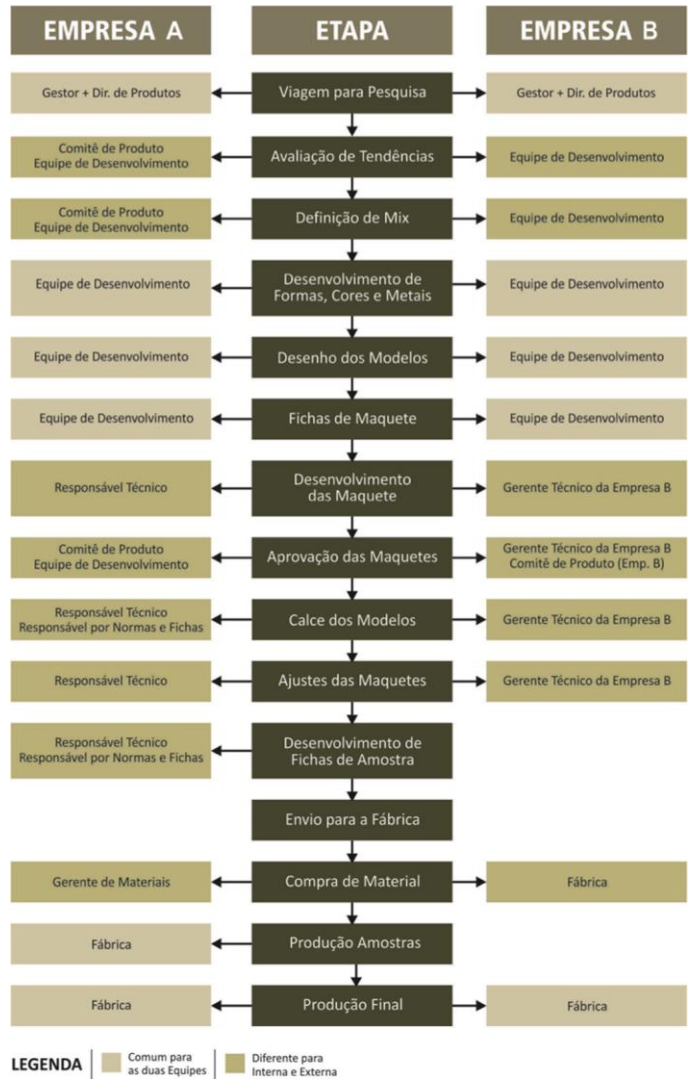 EMPRESA A
ETAPA
EMPRESA B
Gestor + Dir. de Produtos
Viagem para Pesquisa
Gestor + Dir. de Produtos
Comitê de Produto
Equipe de Desenvolvimento
Avaliação de Tendências
Equipe de Desenvolvimento
Comitê de Produto
Equipe de Desenvolvimento
Definição de Mix
Equipe de Desenvolvimento
Equipe de Desenvolvimento
Desenvolvimento de
Formas, Cores e Metais
Equipe de Desenvolvimento
Equipe de Desenvolvimento
Desenho dos Modelos
Equipe de Desenvolvimento
Equipe de Desenvolvimento
Fichas de Maquete
Equipe de Desenvolvimento
Responsável Técnico
Desenvolvimento
das Maquete
Gerente Técnico da Empresa B
Comitê de Produto
Equipe de Desenvolvimento
Aprovação das Maquetes
Gerente Técnico da Empresa B
Comitê de Produto (Emp. B)
Responsável Técnico
Responsável por Normas e Fichas
Calce dos Modelos
Gerente Técnico da Empresa B
Responsável Técnico
Ajustes das Maquetes
Gerente Técnico da Empresa B
Responsável Técnico
Responsável por Normas e Fichas
Desenvolvimento de
Fichas de Amostra
Envio para a Fábrica
Gerente de Materiais
Compra de Material
Fábrica
Fábrica
Produção Amostras
Fábrica
Produção Final
Fábrica
LEGENDA
Comum para
as duas Equipes
Diferente para
Interna e Externa